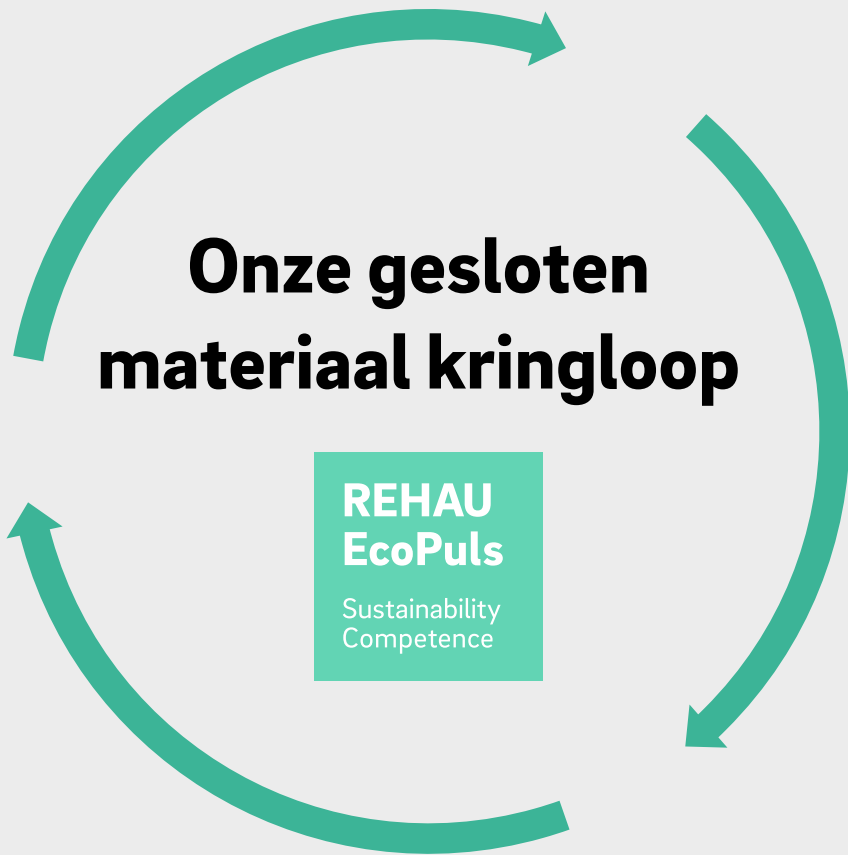 Onze gesloten
materiaal kringloop
REHAU
EcoPuls
Sustainability
Competence